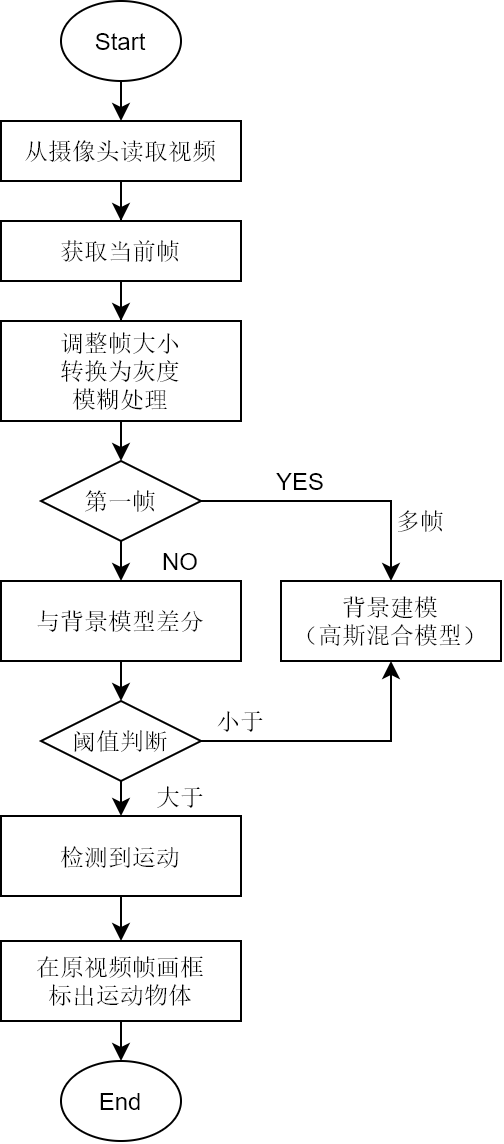 Start
从摄像头读取视频
获取当前帧
调整帧大小
转换为灰度
模糊处理
第一帧
YES
多帧
NO
与背景模型差分
背景建模
（高斯混合模型）
阈值判断
小于
大于
检测到运动
在原视频帧画框
标出运动物体
End